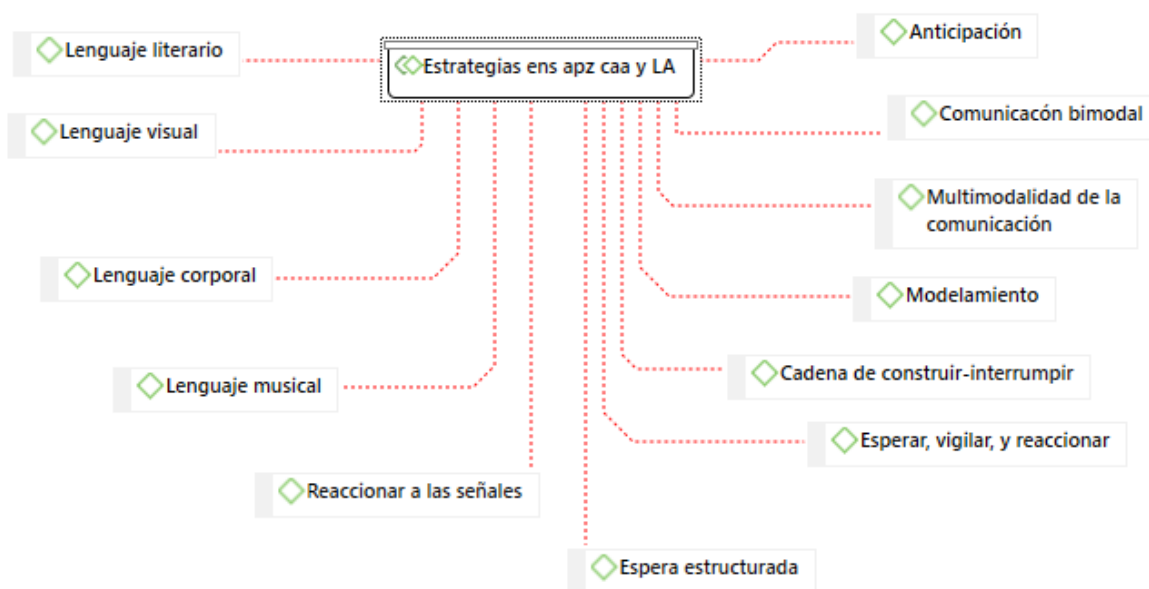 Lenguaje literario
Estrategias ens apz caa y LA
Anticipación
Lenguaje visual
Comunicacón bimodal
Multimodalidad de la
comunicación
Lenguaje corporal
Modelamiento
Lenguaje musical
Cadena de construir-interrumpir
Esperar, vigilar, y reaccionar
Reaccionar a las señales
Espera estructurada